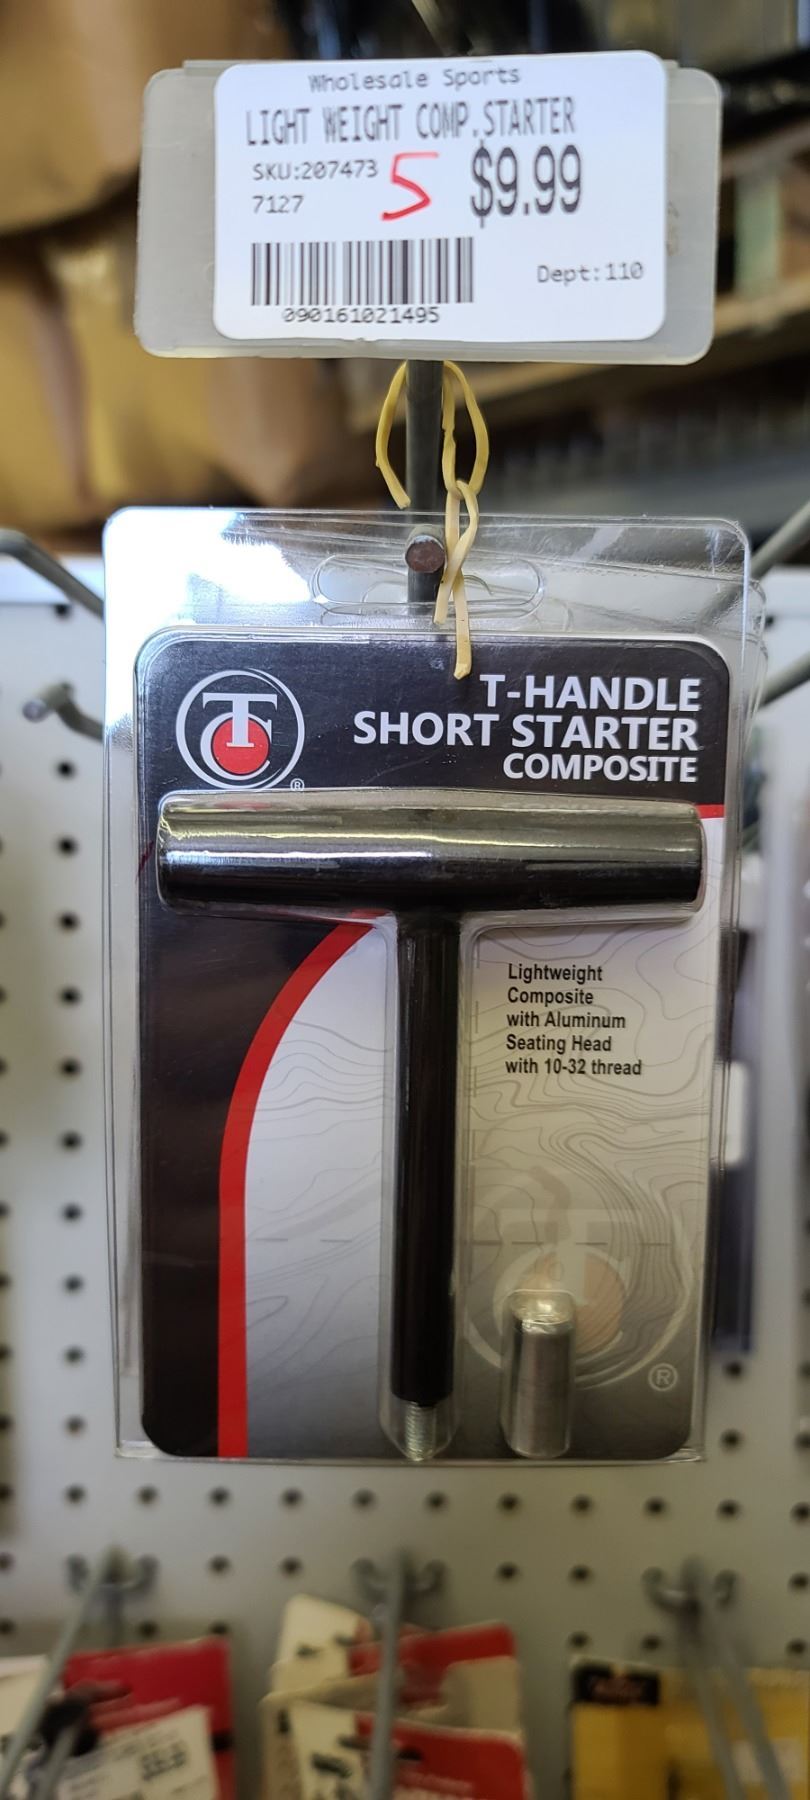 Wholesale Sports
LIGHT WEIGHT COMP.STARTER
SKU:207473 5 $9.99
7127
Dept:110
090161021495
TC
®
T-HANDLE
SHORT STARTER
COMPOSITE
Lightweight
Composite
with Aluminum
Seating Head
with 10-32 thread
®